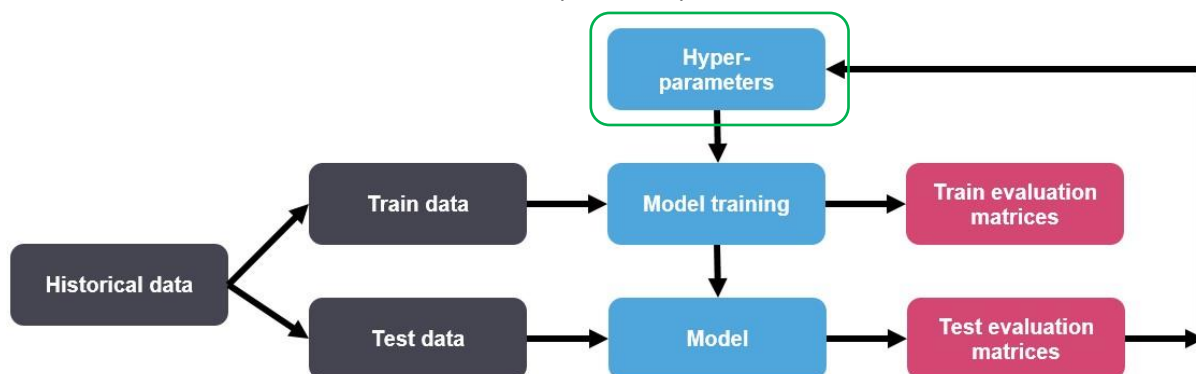 Hyper-
parameters
Train data
Model training
Train evaluation
matrices
Historical data
Test data
Model
Test evaluation
matrices